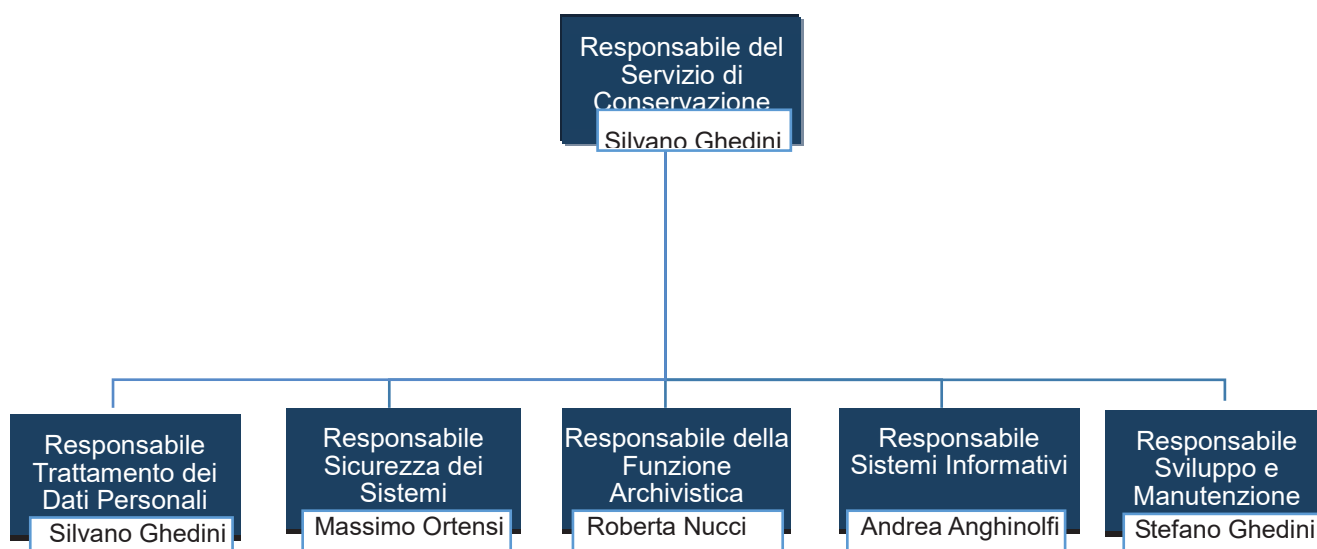 Responsabile del
Servizio di
Conservazione
Silvano Ghedini
Responsabile
Trattamento dei
Dati Personali
Silvano Ghedini
Responsabile
Sicurezza dei
Sistemi
Massimo Ortensi
Responsabile della
Funzione
Archivistica
Roberta Nucci
Responsabile
Sistemi Informativi
Andrea Anghinolfi
Responsabile
Sviluppo e
Manutenzione
Stefano Ghedini